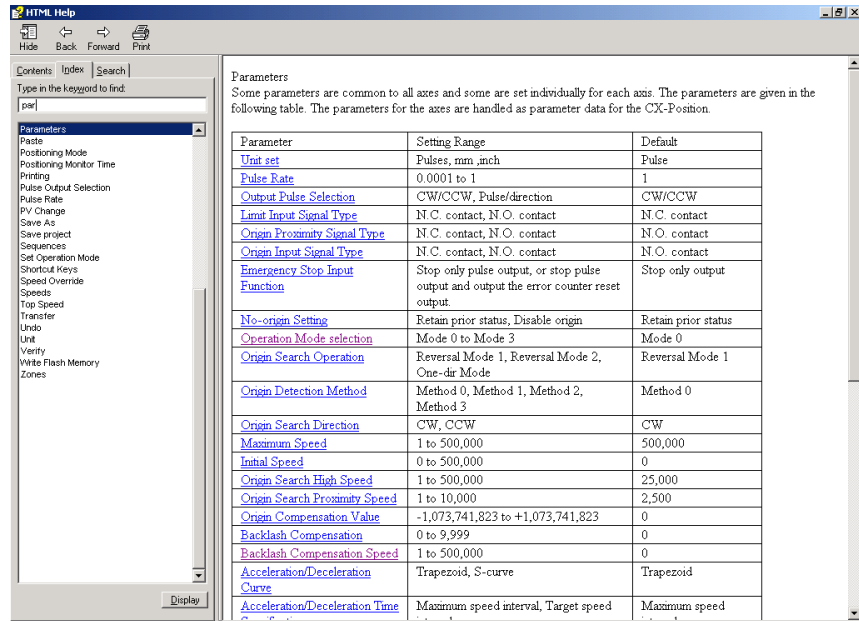 HTML Help
Hide Back Forward Print
Contents Index Search
Type in the keyword to find:
par
Parameters
Paste
Positioning Mode
Positioning Monitor Time
Printing
Pulse Output Selection
Pulse Rate
PV Change
Save As
Save project
Sequences
Set Operation Mode
Shortcut Keys
Speed Override
Speeds
Top Speed
Transfer
Undo
Unit
Verify
Write Flash Memory
Zones
Display
Parameters
Some parameters are common to all axes and some are set individually for each axis. The parameters are given in the
following table. The parameters for the axes are handled as parameter data for the CX-Position.
Parameter Setting Range Default
Unit set Pulses, mm ,inch Pulse
Pulse Rate 0.0001 to 1 1
Output Pulse Selection CW/CCW, Pulse/direction CW/CCW
Limit Input Signal Type N.C. contact, N.O. contact N.C. contact
Origin Proximity Signal Type N.C. contact, N.O. contact N.O. contact
Origin Input Signal Type N.C. contact, N.O. contact N.O. contact
Emergency Stop Input Stop only pulse output, or stop pulse Stop only output
Function output and output the error counter reset
output.
No-origin Setting Retain prior status, Disable origin Retain prior status
Operation Mode selection Mode 0 to Mode 3 Mode 0
Origin Search Operation Reversal Mode 1, Reversal Mode 2, Reversal Mode 1
One-dir Mode
Origin Detection Method Method 0, Method 1, Method 2, Method 0
Method 3
Origin Search Direction CW, CCW CW
Maximum Speed 1 to 500,000 500,000
Initial Speed 0 to 500,000 0
Origin Search High Speed 1 to 500,000 25,000
Origin Search Proximity Speed 1 to 10,000 2,500
Origin Compensation Value -1,073,741,823 to +1,073,741,823 0
Backlash Compensation 0 to 9,999 0
Backlash Compensation Speed 1 to 500,000 0
Acceleration/Deceleration Trapezoid, S-curve Trapezoid
Curve
Acceleration/Deceleration Time Maximum speed interval, Target speed Maximum speed